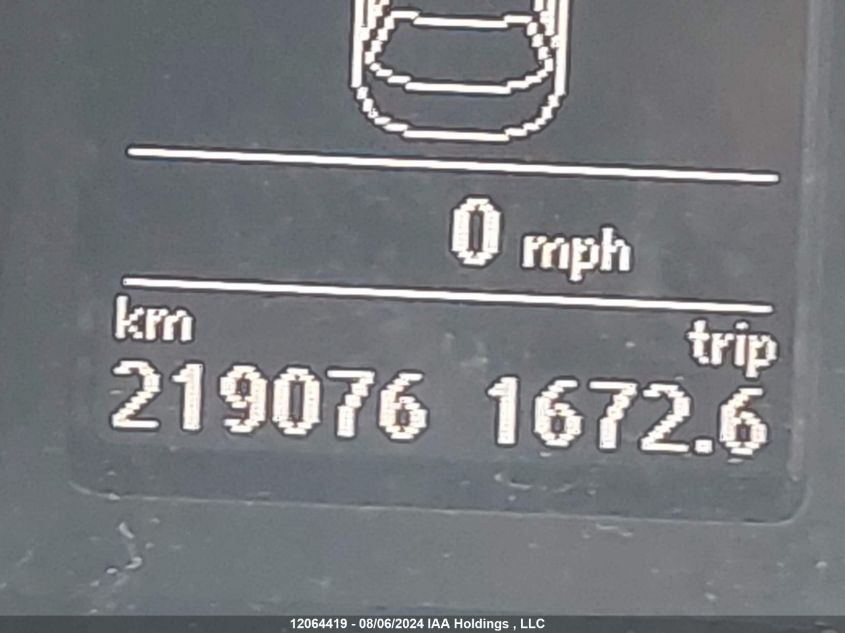 0 mph
km trip
219076 1672.6
12064419 - 08/06/2024 IAA Holdings , LLC